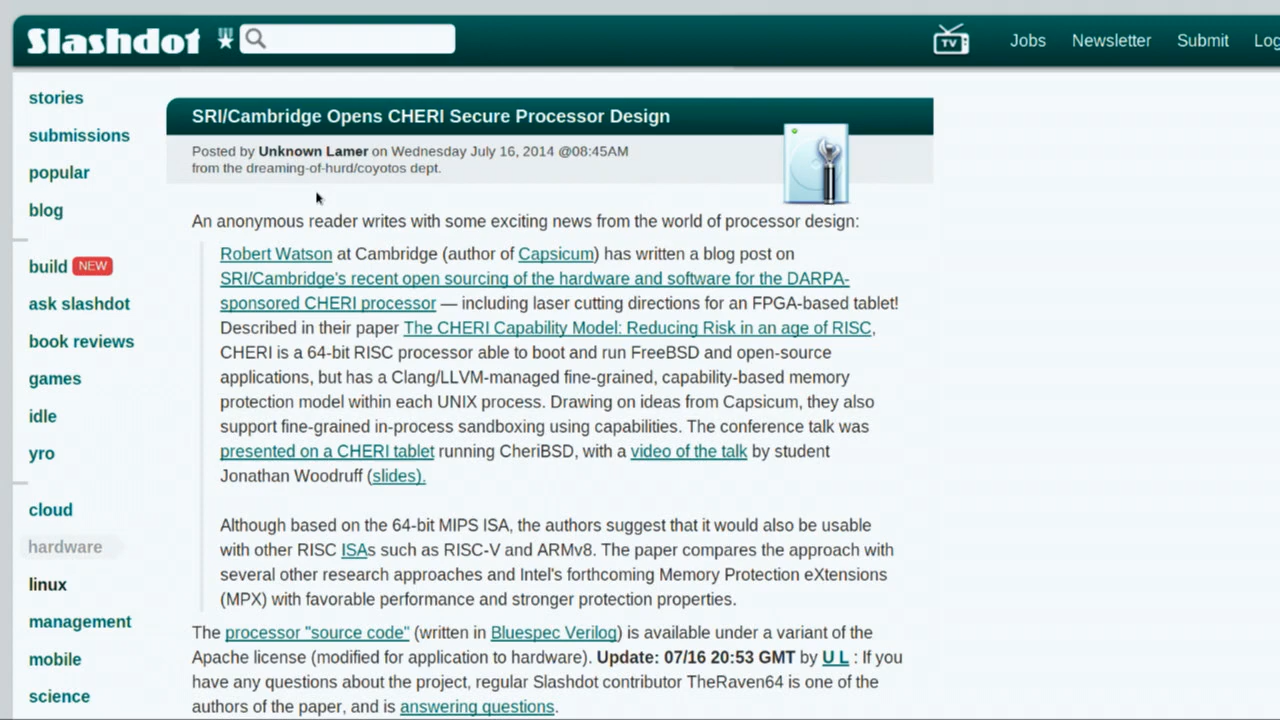 Slashdot
TV
Jobs
Newsletter
Submit
Log
stories
submissions
popular
blog
build NEW
ask slashdot
book reviews
games
idle
yro
cloud
hardware
linux
management
mobile
science
SRI/Cambridge Opens CHERI Secure Processor Design
Posted by Unknown Lamer on Wednesday July 16, 2014 @08:45AM
from the dreaming-of-hurd/coyotos dept.
An anonymous reader writes with some exciting news from the world of processor design:
Robert Watson at Cambridge (author of Capsicum) has written a blog post on
SRI/Cambridge's recent open sourcing of the hardware and software for the DARPA-
sponsored CHERI processor — including laser cutting directions for an FPGA-based tablet!
Described in their paper The CHERI Capability Model: Reducing Risk in an age of RISC,
CHERI is a 64-bit RISC processor able to boot and run FreeBSD and open-source
applications, but has a Clang/LLVM-managed fine-grained, capability-based memory
protection model within each UNIX process. Drawing on ideas from Capsicum, they also
support fine-grained in-process sandboxing using capabilities. The conference talk was
presented on a CHERI tablet running CheriBSD, with a video of the talk by student
Jonathan Woodruff (slides).
Although based on the 64-bit MIPS ISA, the authors suggest that it would also be usable
with other RISC ISAs such as RISC-V and ARMv8. The paper compares the approach with
several other research approaches and Intel's forthcoming Memory Protection eXtensions
(MPX) with favorable performance and stronger protection properties.
The processor "source code" (written in Bluespec Verilog) is available under a variant of the
Apache license (modified for application to hardware). Update: 07/16 20:53 GMT by U L : If you
have any questions about the project, regular Slashdot contributor TheRaven64 is one of the
authors of the paper, and is answering questions.